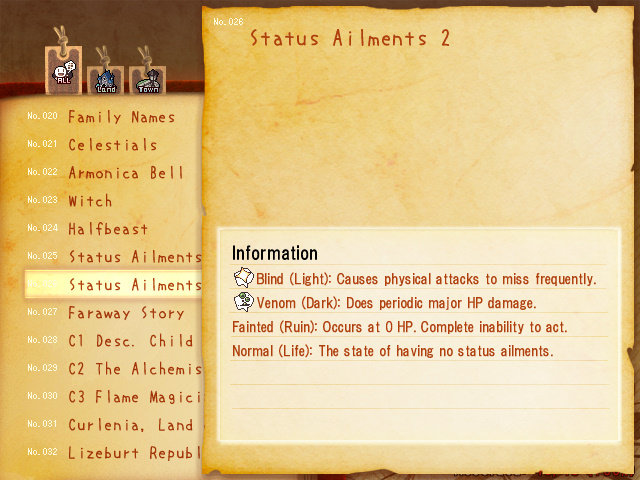 No.026
Status Ailments 2
ALL
Land
Town
No.020 Family Names
No.021 Celestials
No.022 Armonica Bell
No.023 Witch
No.024 Halfbeast
No.025 Status Ailments
Status Ailments
No.027 Faraway Story
No.028 C1 Desc. Child
No.029 C2 The Alchemis
No.030 C3 Flame Magici
No.031 Curlenia, Land
No.032 Lizeburt Republ
Information
Blind (Light): Causes physical attacks to miss frequently.
Venom (Dark): Does periodic major HP damage.
Fainted (Ruin): Occurs at 0 HP. Complete inability to act.
Normal (Life): The state of having no status ailments.